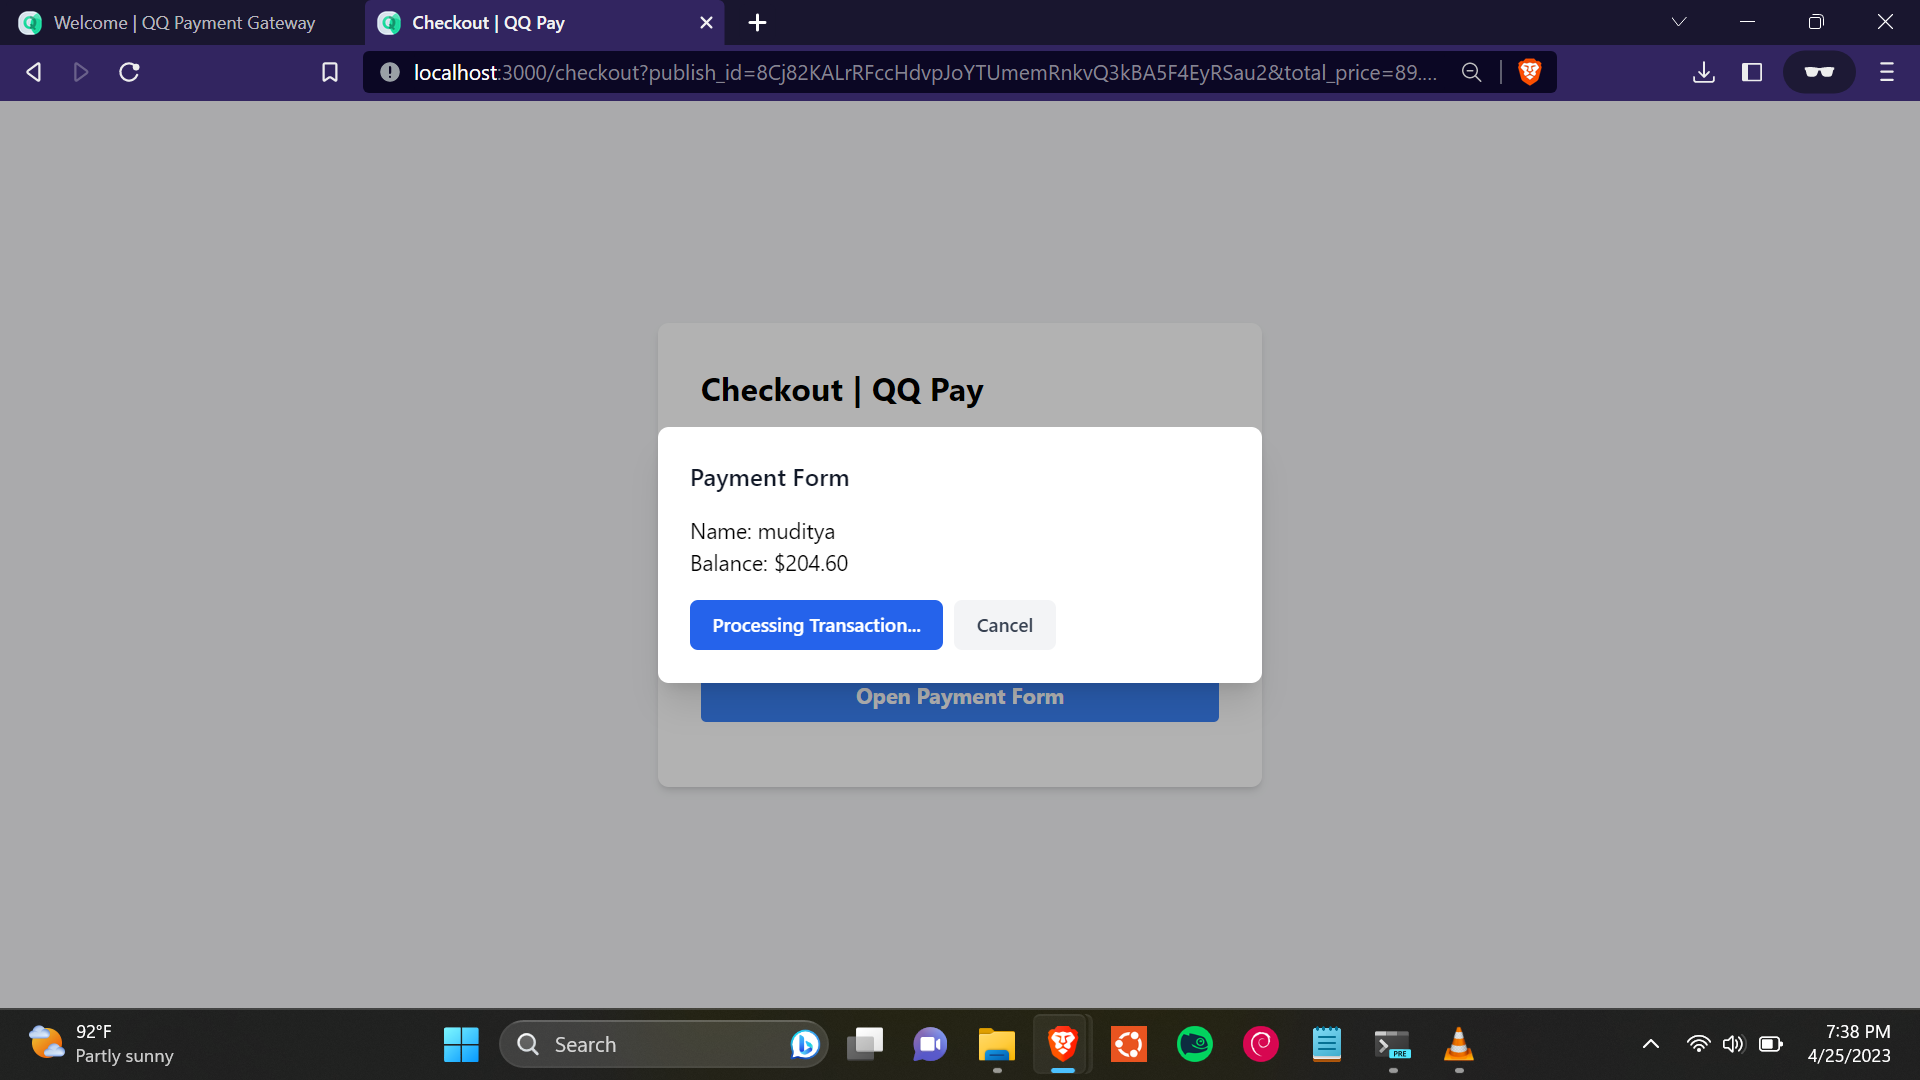 Welcome | QQ Payment Gateway
Checkout | QQ Pay
localhost:3000/checkout?publish_id=8Cj82KALrRFccHdvpJoYTUmemRnkvQ3kBA5F4EyRSau2&total_price=89....
Checkout | QQ Pay
Payment Form
Name: muditya
Balance: $204.60
Processing Transaction...
Cancel
Open Payment Form
92°F
Partly sunny
Search
PRE
7:38 PM
4/25/2023